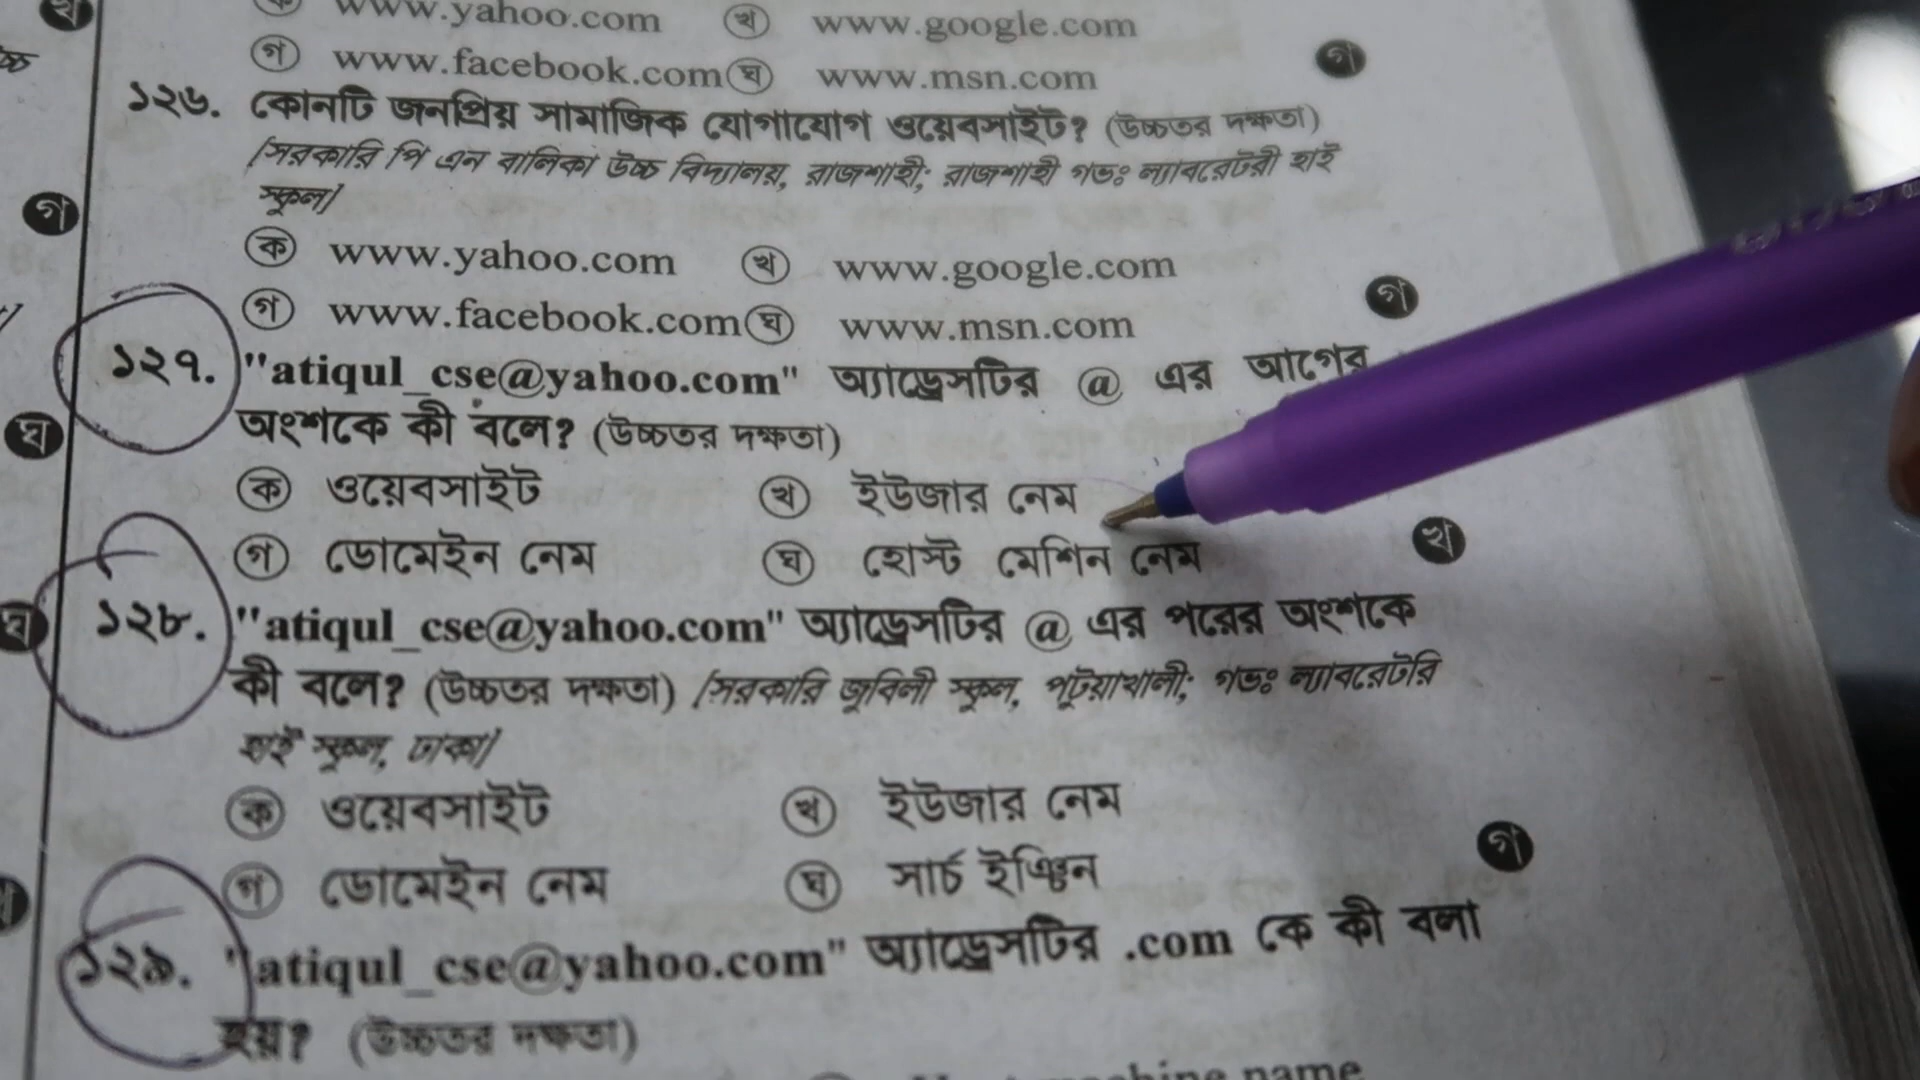 ক www.yahoo.com খ www.google.com
গ www.facebook.com ঘ www.msn.com গ
১২৬. কোনটি জনপ্রিয় সামাজিক যোগাযোগ ওয়েবসাইট? (উচ্চতর দক্ষতা)
[সরকারি পি এন বালিকা উচ্চ বিদ্যালয়, রাজশাহী; রাজশাহী গভঃ ল্যাবরেটরী হাই
স্কুল]
ক www.yahoo.com খ www.google.com
গ www.facebook.com ঘ www.msn.com গ
১২৭. "atiqul_cse@yahoo.com" অ্যাড্রেসটির @ এর আগের
অংশকে কী বলে? (উচ্চতর দক্ষতা)
ক ওয়েবসাইট খ ইউজার নেম
গ ডোমেইন নেম ঘ হোস্ট মেশিন নেম খ
১২৮. "atiqul_cse@yahoo.com" অ্যাড্রেসটির @ এর পরের অংশকে
কী বলে? (উচ্চতর দক্ষতা) [সরকারি জুবিলী স্কুল, পটুয়াখালী; গভঃ ল্যাবরেটরি
হাই স্কুল, ঢাকা]
ক ওয়েবসাইট খ ইউজার নেম
গ ডোমেইন নেম ঘ সার্চ ইঞ্জিন গ
১২৯. "atiqul_cse@yahoo.com" অ্যাড্রেসটির .com কে কী বলা
হয়? (উচ্চতর দক্ষতা)
name